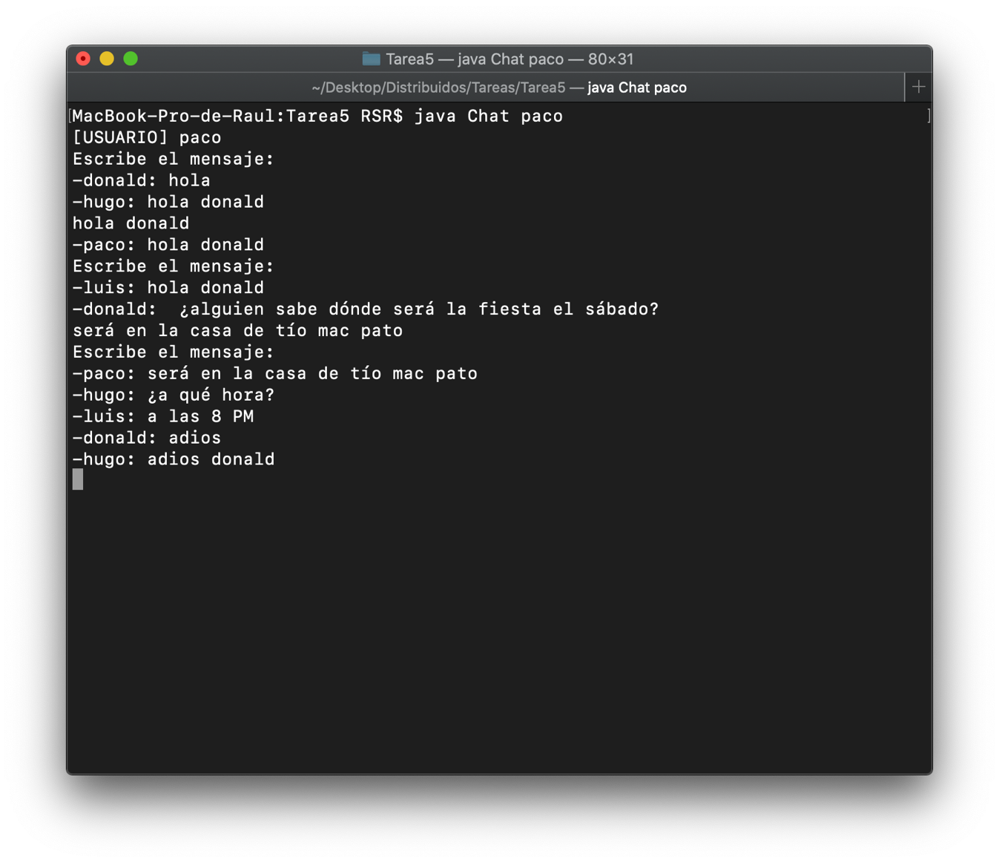 Tarea5 — java Chat paco — 80×31
~/Desktop/Distribuidos/Tareas/Tarea5 — java Chat paco
[MacBook-Pro-de-Raul:Tarea5 RSR$ java Chat paco ]
[USUARIO] paco
Escribe el mensaje:
-donald: hola
-hugo: hola donald
hola donald
-paco: hola donald
Escribe el mensaje:
-luis: hola donald
-donald:  ¿alguien sabe dónde será la fiesta el sábado?
será en la casa de tío mac pato
Escribe el mensaje:
-paco: será en la casa de tío mac pato
-hugo: ¿a qué hora?
-luis: a las 8 PM
-donald: adios
-hugo: adios donald